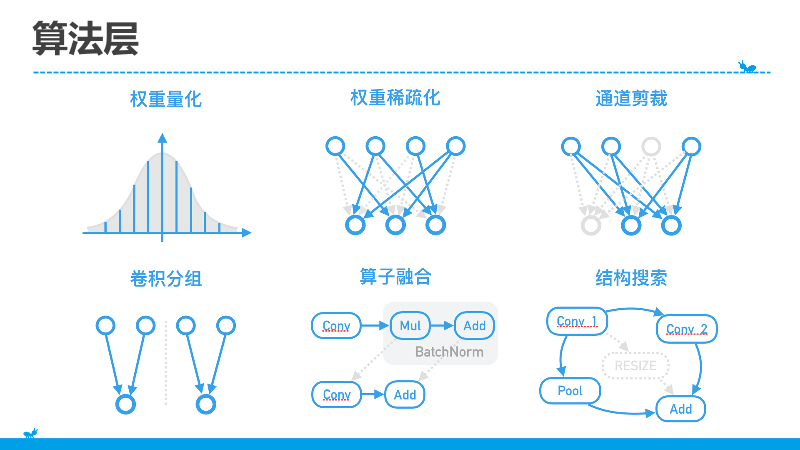 算法层
权重量化
权重稀疏化
通道剪裁
卷积分组
算子融合
结构搜索
Conv
Mul
Add
BatchNorm
Conv
Add
Conv_1
Conv_2
RESIZE
Pool
Add